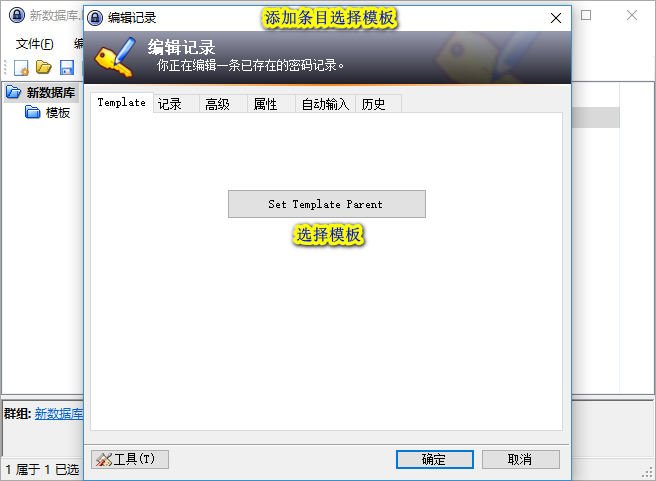 新数据库.
编辑记录
添加条目选择模板
文件(F)
编辑记录
你正在编辑一条已存在的密码记录。
新数据库
模板
Template 记录 高级 属性 自动输入 历史
Set Template Parent
选择模板
群组: 新数据库
工具(T) 确定 取消
1 属于 1 已选